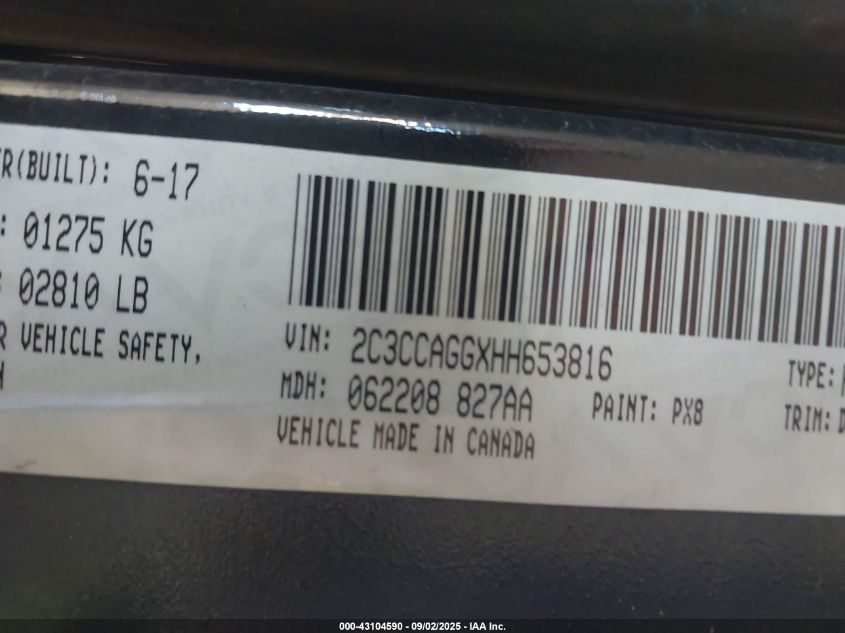 R(BUILT): 6-17
: 01275 KG
02810 LB
VEHICLE SAFETY,
VIN: 2C3CCAGGXHH653816
TYPE:
MDH: 062208 827AA
PAINT: PX8
TRIM:
VEHICLE MADE IN CANADA
000-43104590 - 09/02/2025 - IAA Inc.